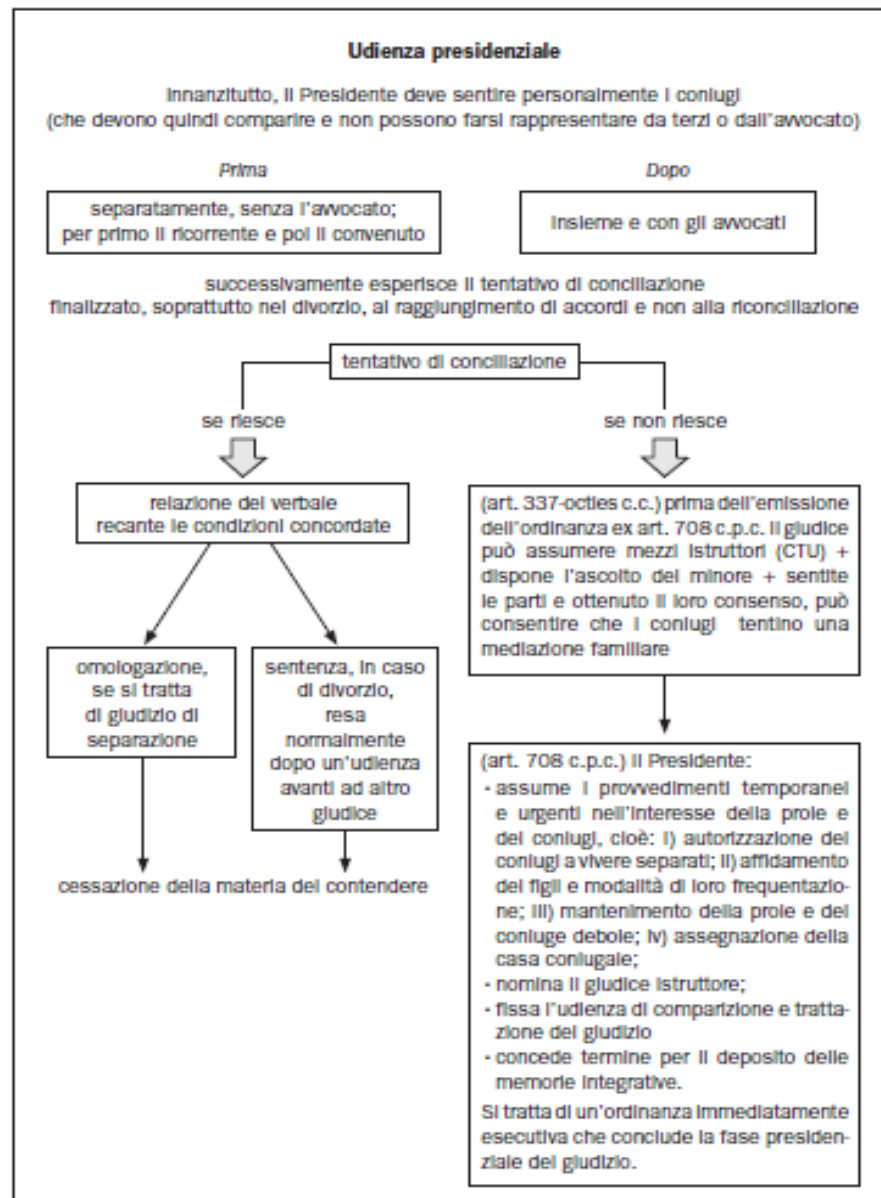 Udienza presidenziale
innanzitutto, il Presidente deve sentire personalmente i coniugi
(che devono quindi comparire e non possono farsi rappresentare da terzi o dall'avvocato)
Prima
Dopo
separatamente, senza l'avvocato;
per primo il ricorrente e poi il convenuto
insieme e con gli avvocati
successivamente esperisce il tentativo di conciliazione
finalizzato, soprattutto nel divorzio, al raggiungimento di accordi e non alla riconciliazione
tentativo di conciliazione
se riesce
se non riesce
relazione del verbale
recante le condizioni concordate
(art. 337-octies c.c.) prima dell'emissione
dell'ordinanza ex art. 708 c.p.c. il giudice
può assumere mezzi istruttori (CTU) +
dispone l'ascolto del minore + sentite
le parti e ottenuto il loro consenso, può
consentire che i coniugi tentino una
mediazione familiare
omologazione,
se si tratta
di giudizio di
separazione
sentenza, in caso
di divorzio,
resa
normalmente
dopo un'udienza
avanti ad altro
giudice
cessazione della materia del contendere
(art. 708 c.p.c.) il Presidente:
- assume i provvedimenti temporanei
e urgenti nell'interesse della prole e
dei coniugi, cioè: i) autorizzazione dei
coniugi a vivere separati; ii) affidamento
dei figli e modalità di loro frequentazio-
ne; iii) mantenimento della prole e del
coniuge debole; iv) assegnazione della
casa coniugale;
- nomina il giudice istruttore;
- fissa l'udienza di comparizione e tratta-
zione del giudizio
- concede termine per il deposito delle
memorie integrative.
Si tratta di un'ordinanza immediatamente
esecutiva che conclude la fase presiden-
ziale del giudizio.